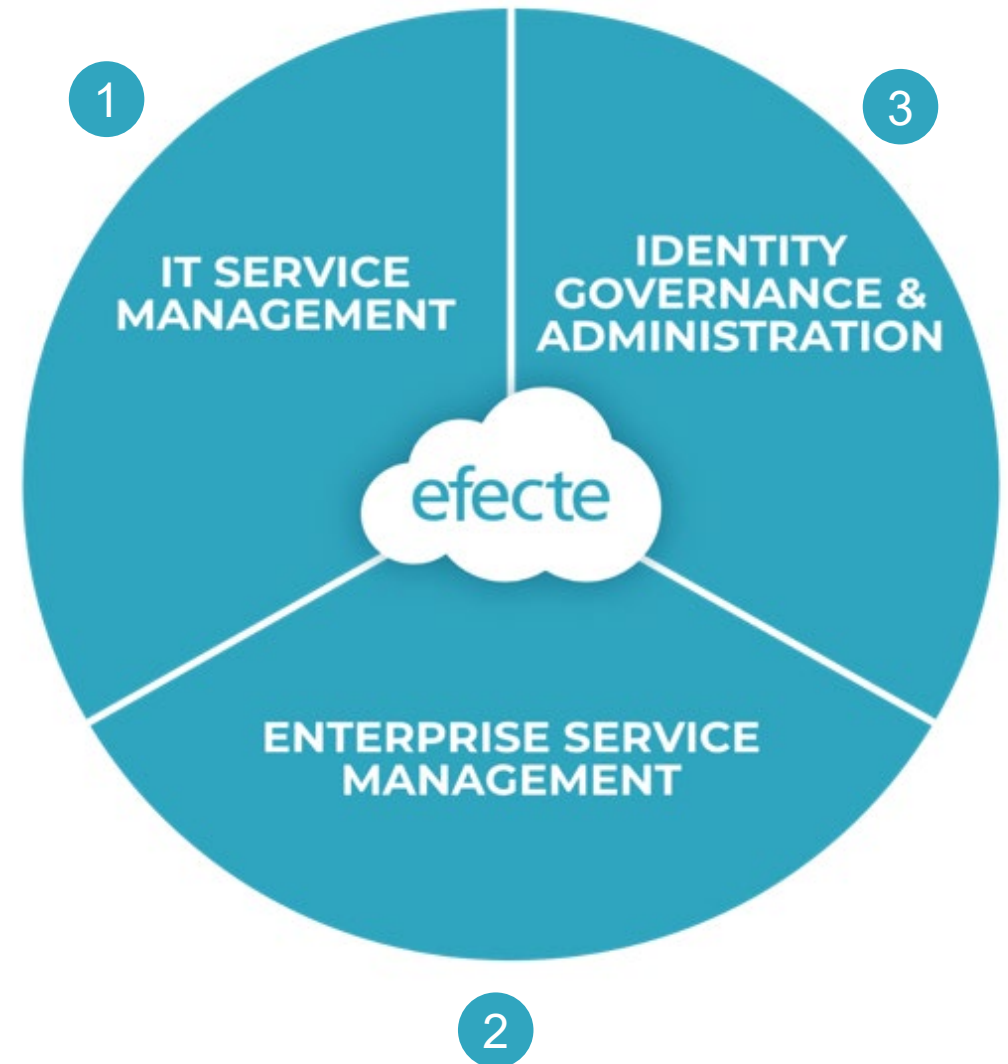 1
IT SERVICE
MANAGEMENT
3
IDENTITY
GOVERNANCE &
ADMINISTRATION
efecte
ENTERPRISE SERVICE
MANAGEMENT
2